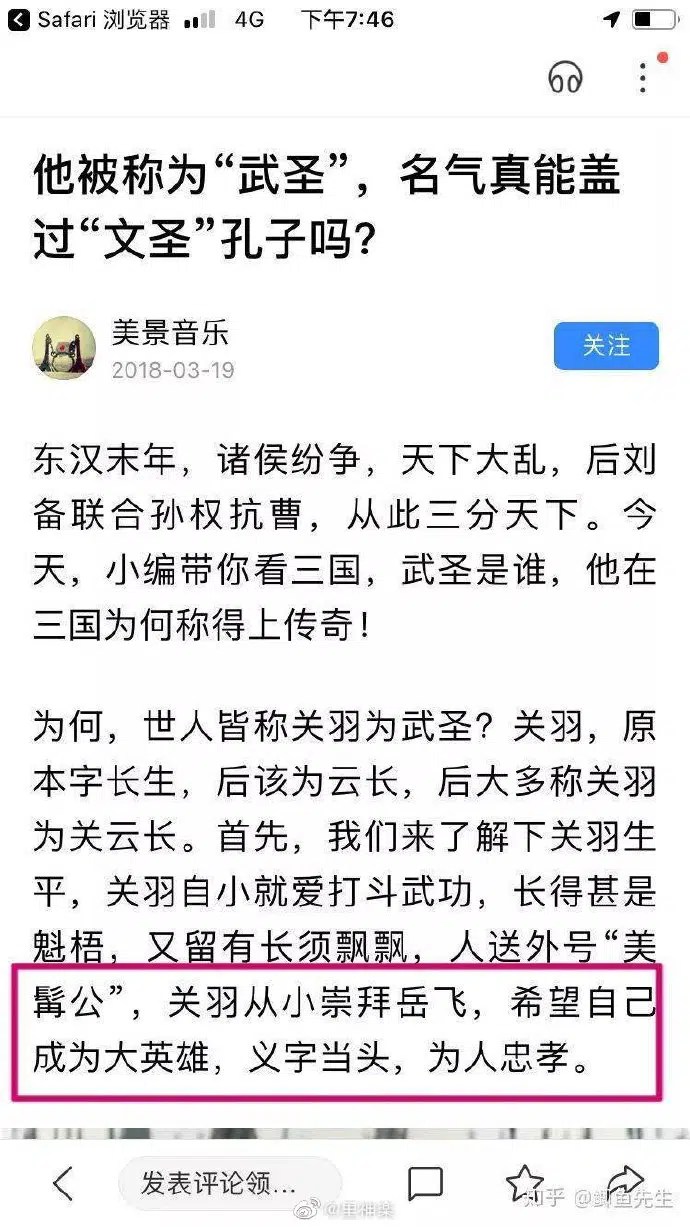 Safari 浏览器 4G 下午7:46
他被称为“武圣”，名气真能盖
过“文圣”孔子吗?
美景音乐
2018-03-19
关注
东汉末年，诸侯纷争，天下大乱，后刘
备联合孙权抗曹，从此三分天下。今
天，小编带你看三国，武圣是谁，他在
三国为何称得上传奇！
为何，世人皆称关羽为武圣？关羽，原
本字长生，后该为云长，后大多称关羽
为关云长。首先，我们来了解下关羽生
平，关羽自小就爱打斗武功，长得甚是
魁梧，又留有长须飘飘，人送外号“美
髯公”，关羽从小崇拜岳飞，希望自己
成为大英雄，义字当头，为人忠孝。
发表评论领...
知乎 @鲗鱼先生